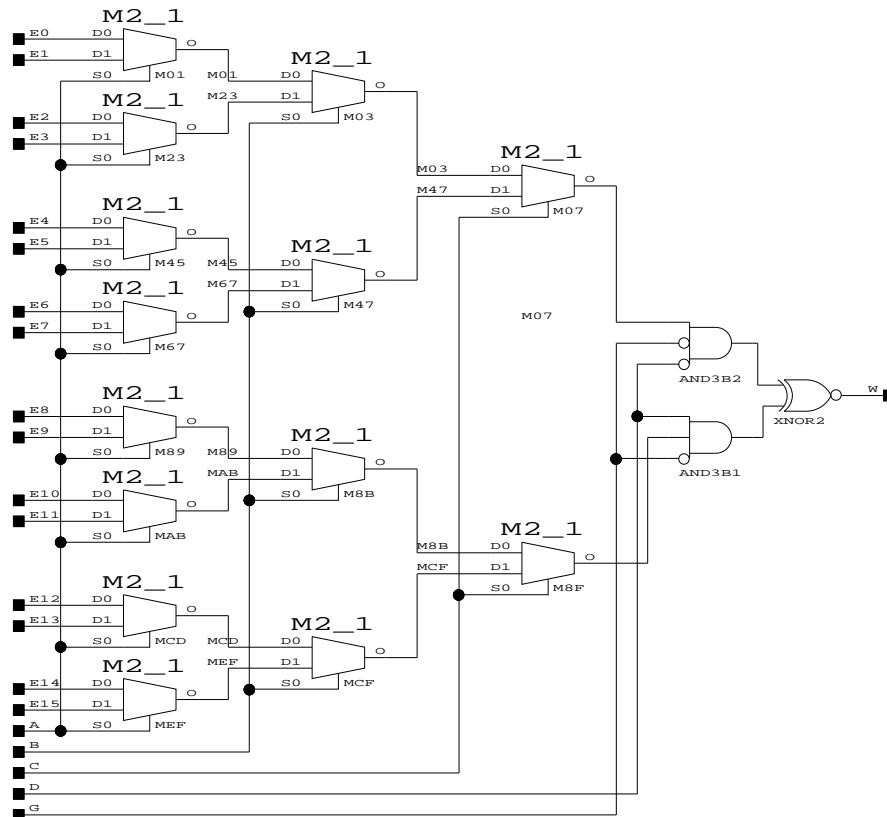 M2_1
E0 D0 O
E1 D1
S0 M01 M01 D0
M2_1
O
M2_1
M23 D1
E2 D0 O S0 M03
E3 D1
S0 M23
M2_1
M03 D0 O
M2_1
M47 D1
E4 D0 O S0 M07
E5 D1
M2_1
S0 M45 M45 D0 O
M2_1
M67 D1
E6 D0 O S0 M47
M07
E7 D1
S0 M67
AND3B2
M2_1
W
E8 D0 O
XNOR2
E9 D1
M2_1
S0 M89 M89 D0 O
M2_1
MAB D1
AND3B1
E10 D0 O S0 M8B
E11 D1
M2_1
S0 MAB
M8B D0 O
MCF D1
M2_1
S0 M8F
E12 D0 O
E13 D1
M2_1
S0 MCD MCD D0 O
M2_1
MEF D1
E14 D0 O S0 MCF
E15 D1
A S0 MEF
B
C
D
G